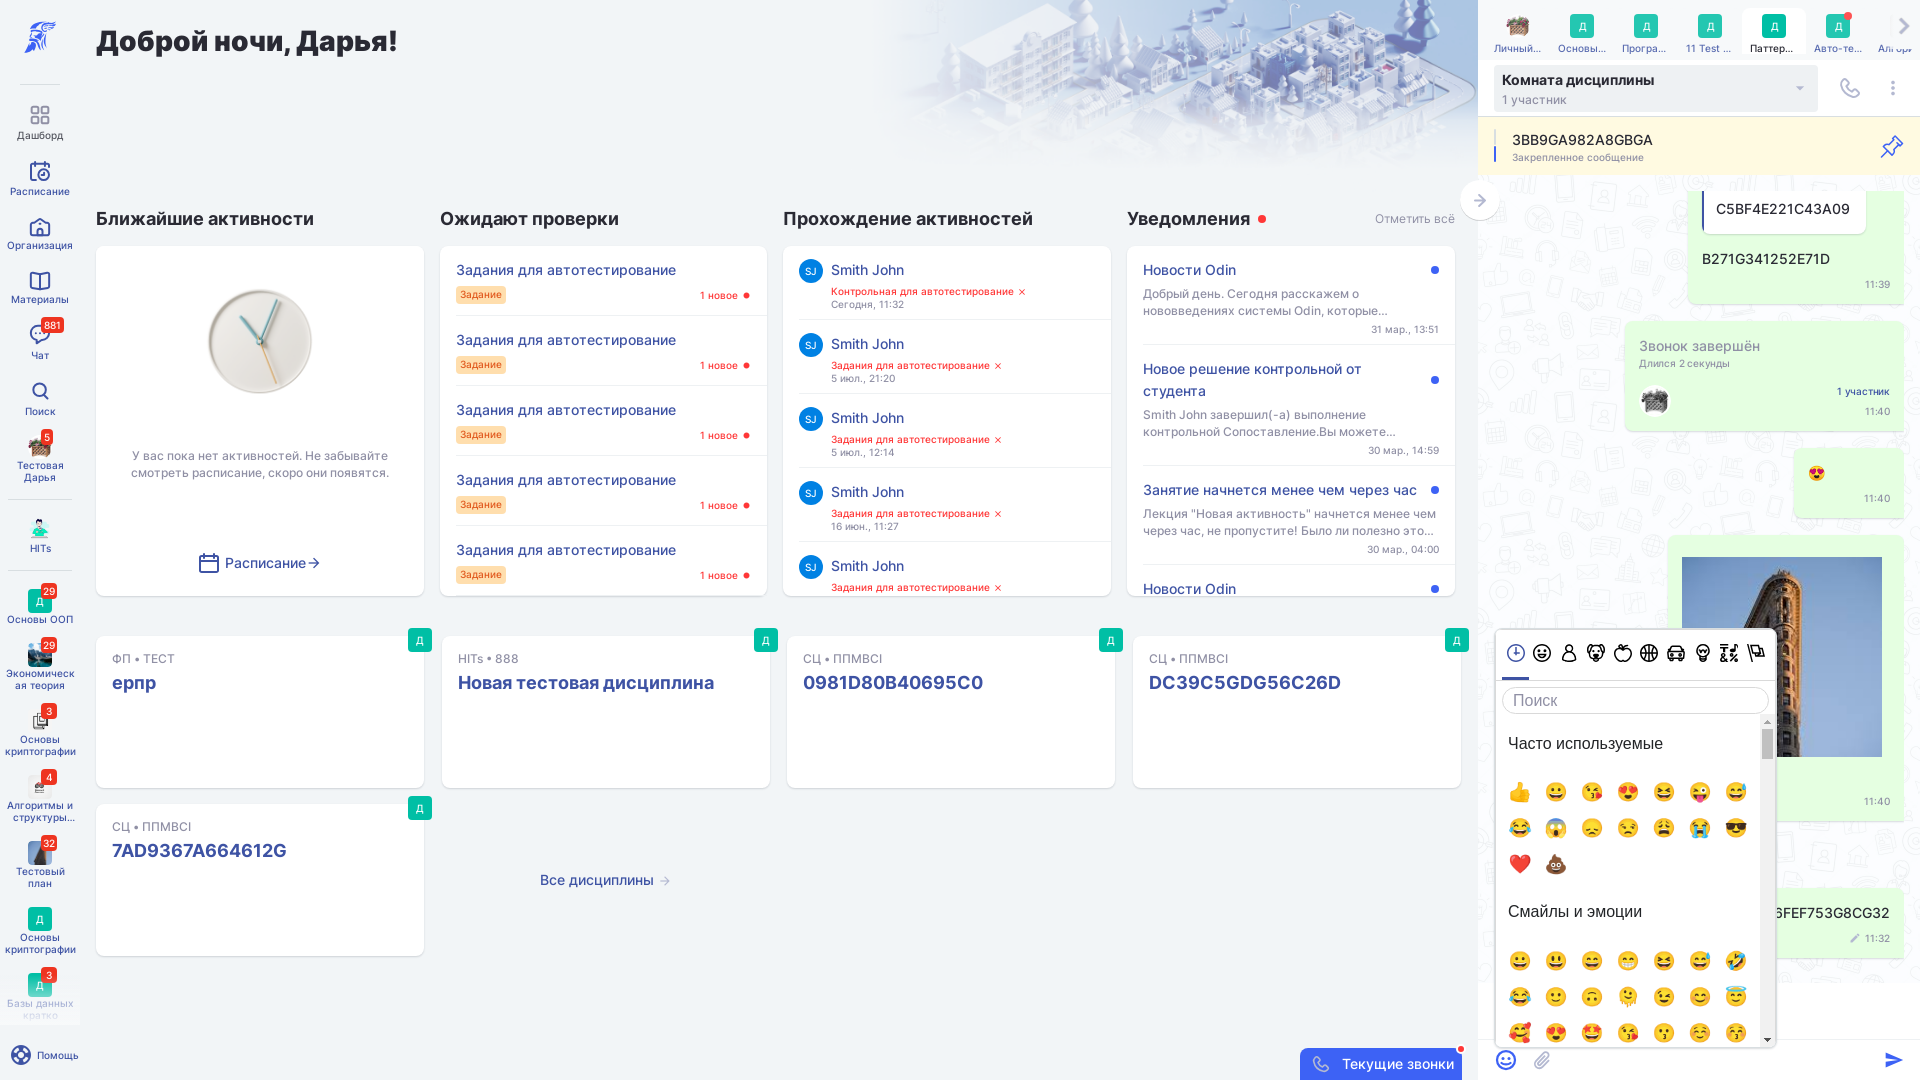 Доброй ночи, Дарья!
Дашборд
Расписание
Организация
Материалы
881
Чат
Поиск
5
Тестовая
Дарья
HITs
29
Д
Основы ООП
29
Экономическ
ая теория
3
Основы
криптографии
4
Алгоритмы и
структуры...
32
Тестовый
план
Д
Основы
криптографии
3
Д
Базы данных
кратко
Помощь
Ближайшие активности
У вас пока нет активностей. Не забывайте
смотреть расписание, скоро они появятся.
Расписание
Ожидают проверки
Задания для автотестирование
Задание
1 новое
Задания для автотестирование
Задание
1 новое
Задания для автотестирование
Задание
1 новое
Задания для автотестирование
Задание
1 новое
Задания для автотестирование
Задание
1 новое
Прохождение активностей
SJ
Smith John
Контрольная для автотестирование
Сегодня, 11:32
SJ
Smith John
Задания для автотестирование
5 июл., 21:20
SJ
Smith John
Задания для автотестирование
5 июл., 12:14
SJ
Smith John
Задания для автотестирование
16 июн., 11:27
SJ
Smith John
Задания для автотестирование
Уведомления
Отметить всё
Новости Odin
Добрый день. Сегодня расскажем о
нововведениях системы Odin, которые...
31 мар., 13:51
Новое решение контрольной от
студента
Smith John завершил(-а) выполнение
контрольной Сопоставление.Вы можете...
30 мар., 14:59
Занятие начнется менее чем через час
Лекция "Новая активность" начнется менее чем
через час, не пропустите! Было ли полезно это...
30 мар., 04:00
Новости Odin
Д
ФП • ТЕСТ
ерпр
Д
HITs • 888
Новая тестовая дисциплина
Д
СЦ • ППМВСІ
0981D80B40695C0
Д
СЦ • ППМВСІ
DC39C5GDG56C26D
Д
СЦ • ППМВСІ
7AD9367A664612G
Все дисциплины
Текущие звонки
Личный...
Д
Основы...
Д
Програ...
Д
11 Test ...
Д
Паттер...
Д
Авто-те...
Комната дисциплины
1 участник
3BB9GA982A8GBGA
Закрепленное сообщение
C5BF4E221C43A09
B271G341252E71D
11:39
Звонок завершён
Длился 2 секунды
1 участник
11:40
11:40
11:40
6FEF753G8CG32
11:32
Поиск
Часто используемые
Смайлы и эмоции